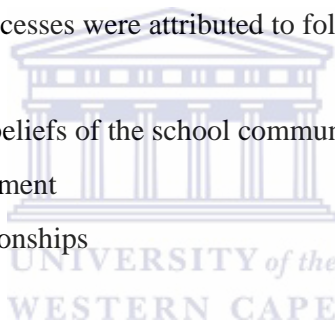 cesses were attributed to fol
beliefs of the school commun
ment
onships
UNIVERSITY of the
WESTERN CAPE